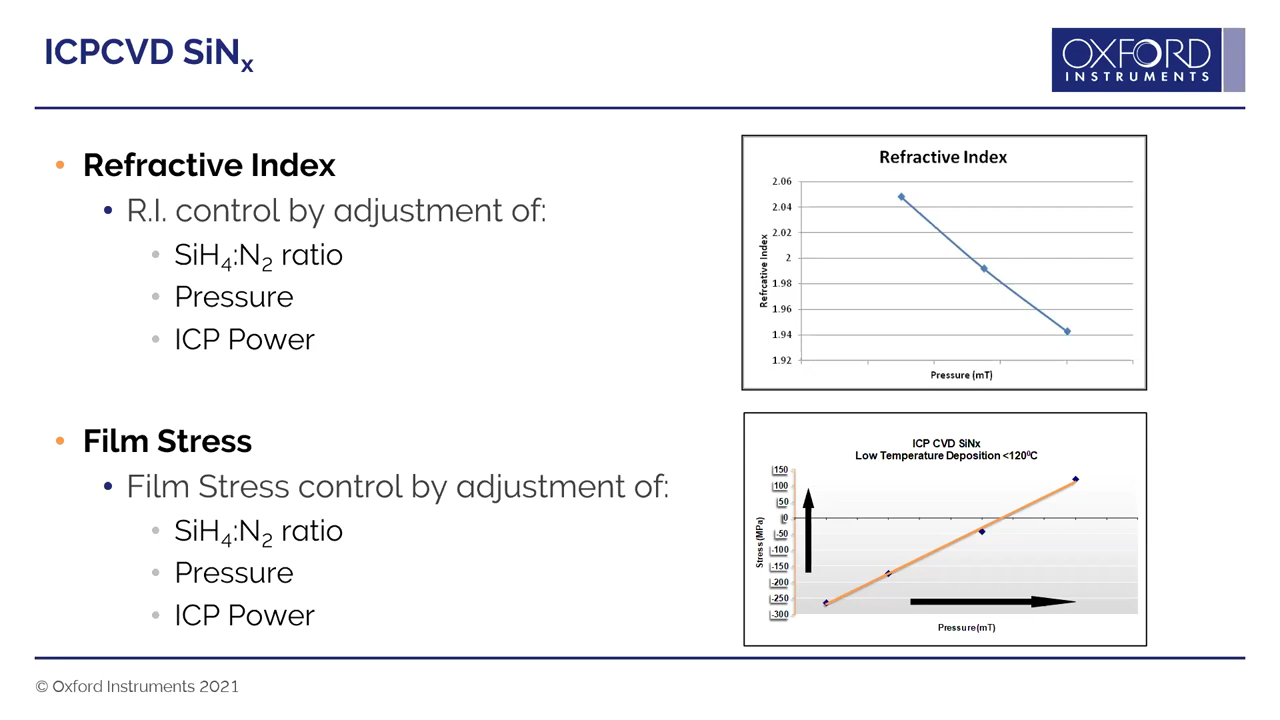 ICPCVD SiNx
OXFORD
INSTRUMENTS
• Refractive Index
• R.I. control by adjustment of:
• SiH4:N2 ratio
• Pressure
• ICP Power
Refractive Index
Refrcative Index
2.06
2.04
2.02
2
1.98
1.96
1.94
1.92
Pressure (mT)
• Film Stress
• Film Stress control by adjustment of:
• SiH4:N2 ratio
• Pressure
• ICP Power
ICP CVD SiNx
Low Temperature Deposition <120⁰C
Stress (MPa)
150
100
50
0
-50
-100
-150
-200
-250
-300
Pressure(mT)
© Oxford Instruments 2021